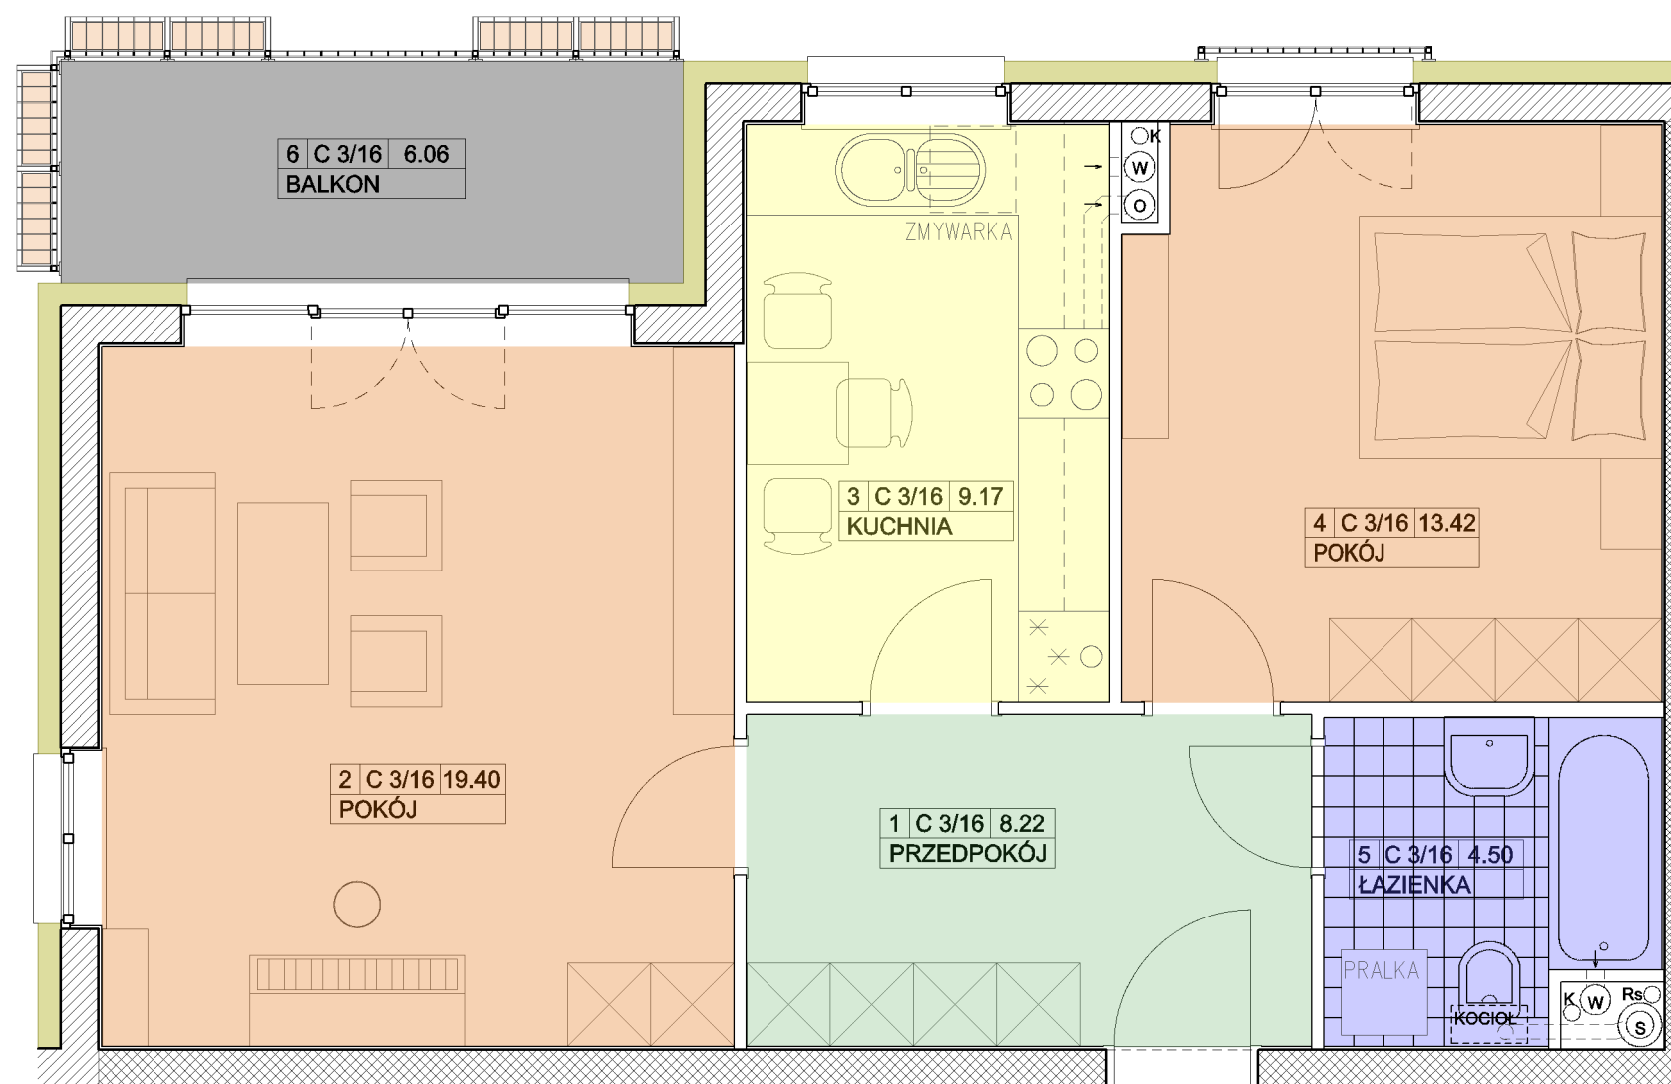 6 C 3/16 6.06
BALKON
K
W
O
ZMYWARKA
3 C 3/16 9.17
KUCHNIA
4 C 3/16 13.42
POKÓJ
2 C 3/16 19.40
POKÓJ
1 C 3/16 8.22
PRZEDPOKÓJ
5 C 3/16 4.50
ŁAZIENKA
PRALKA
KOCIOŁ
K W Rs
S